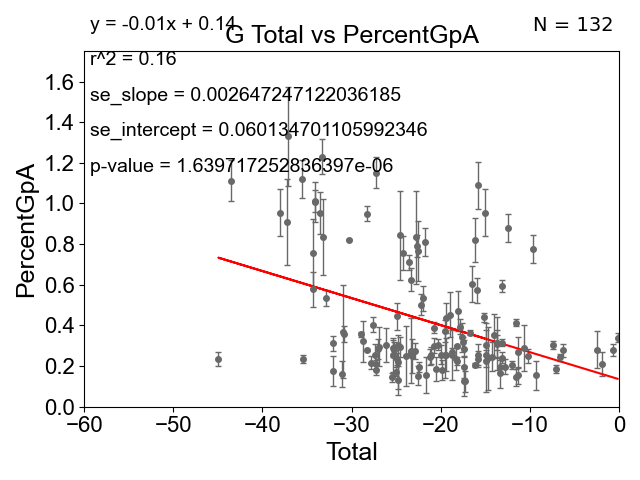 y = -0.01x + 0.14
G Total vs PercentGpA
N = 132
r^2 = 0.16
se_slope = 0.002647247122036185
se_intercept = 0.060134701105992346
p-value = 1.639717252836397e-06
PercentGpA
1.6
1.4
1.2
1.0
0.8
0.6
0.4
0.2
0.0
−60 −50 −40 −30 −20 −10 0
Total